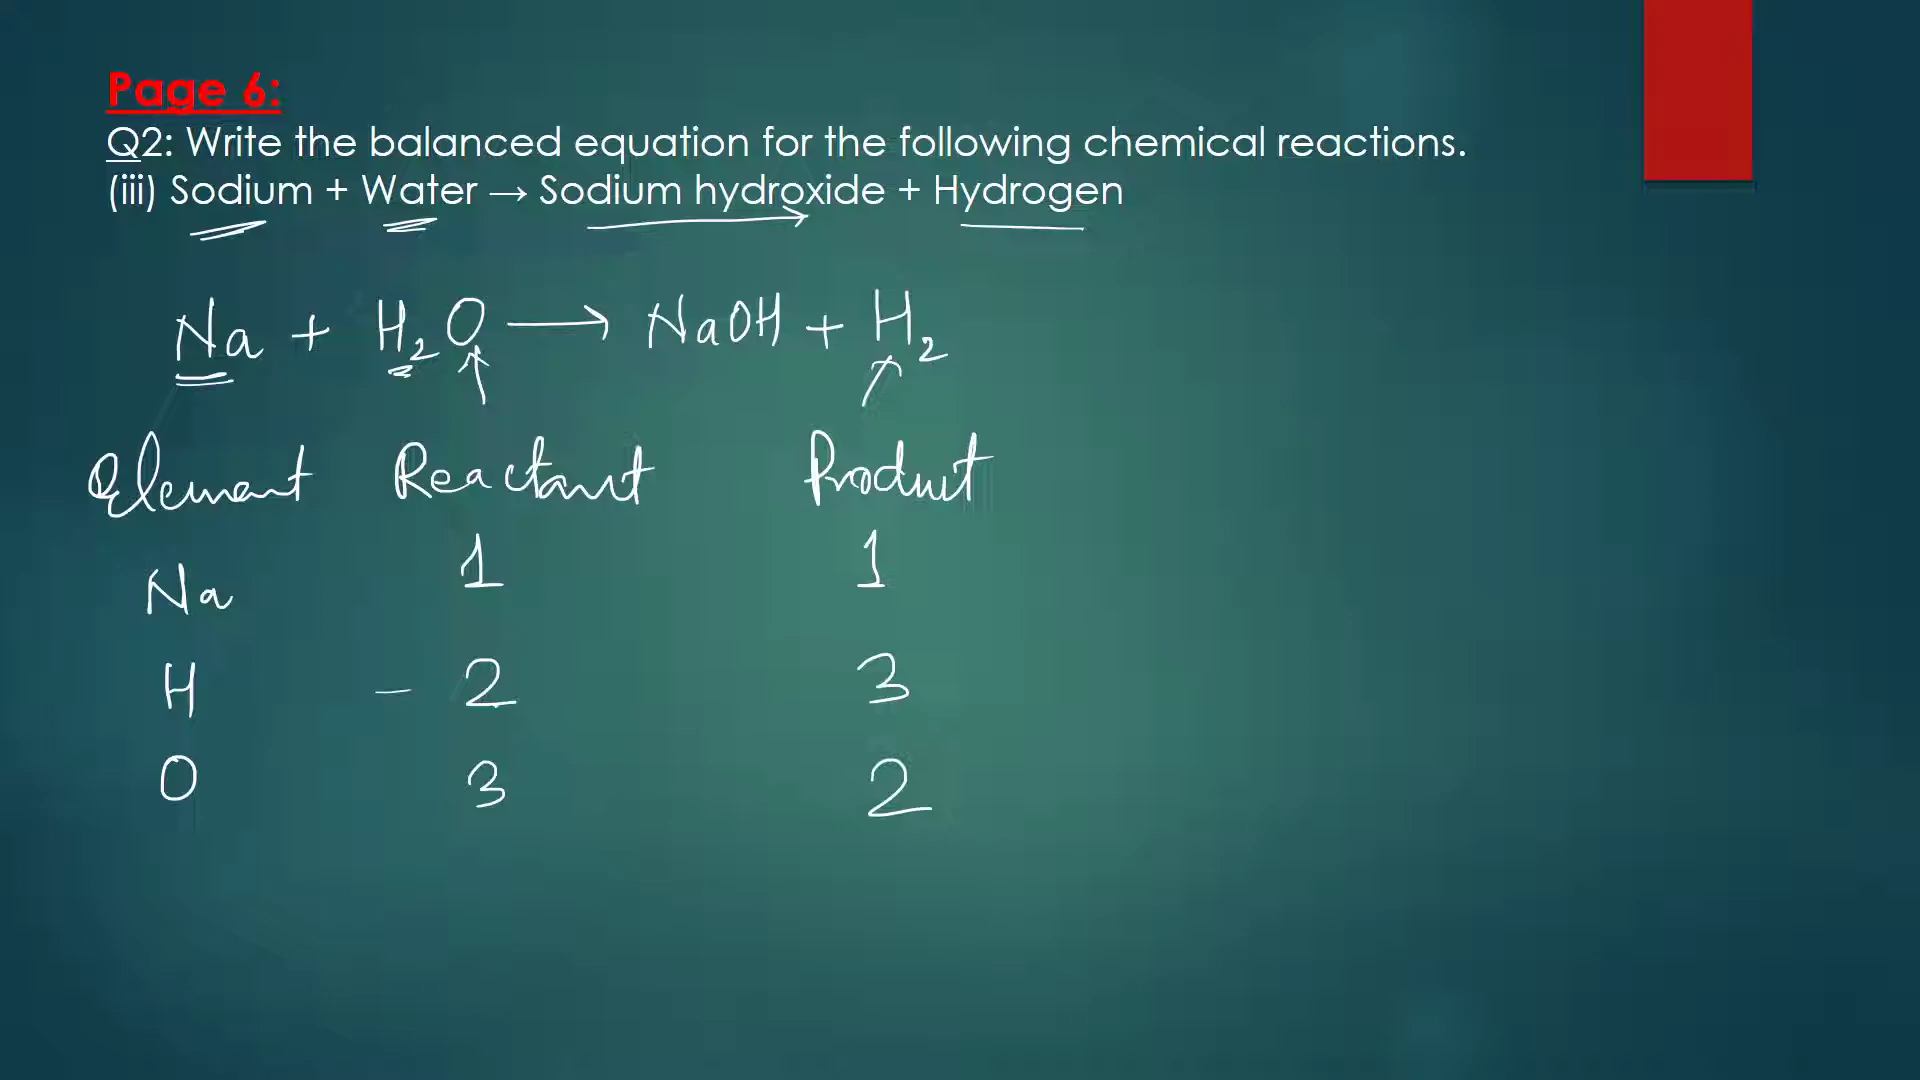 Page 6:
Q2: Write the balanced equation for the following chemical reactions.
(iii) Sodium + Water → Sodium hydroxide + Hydrogen
Na + H₂O → NaOH + H₂
Element Reactant Product
Na 1 1
H - 2 3
O 3 2